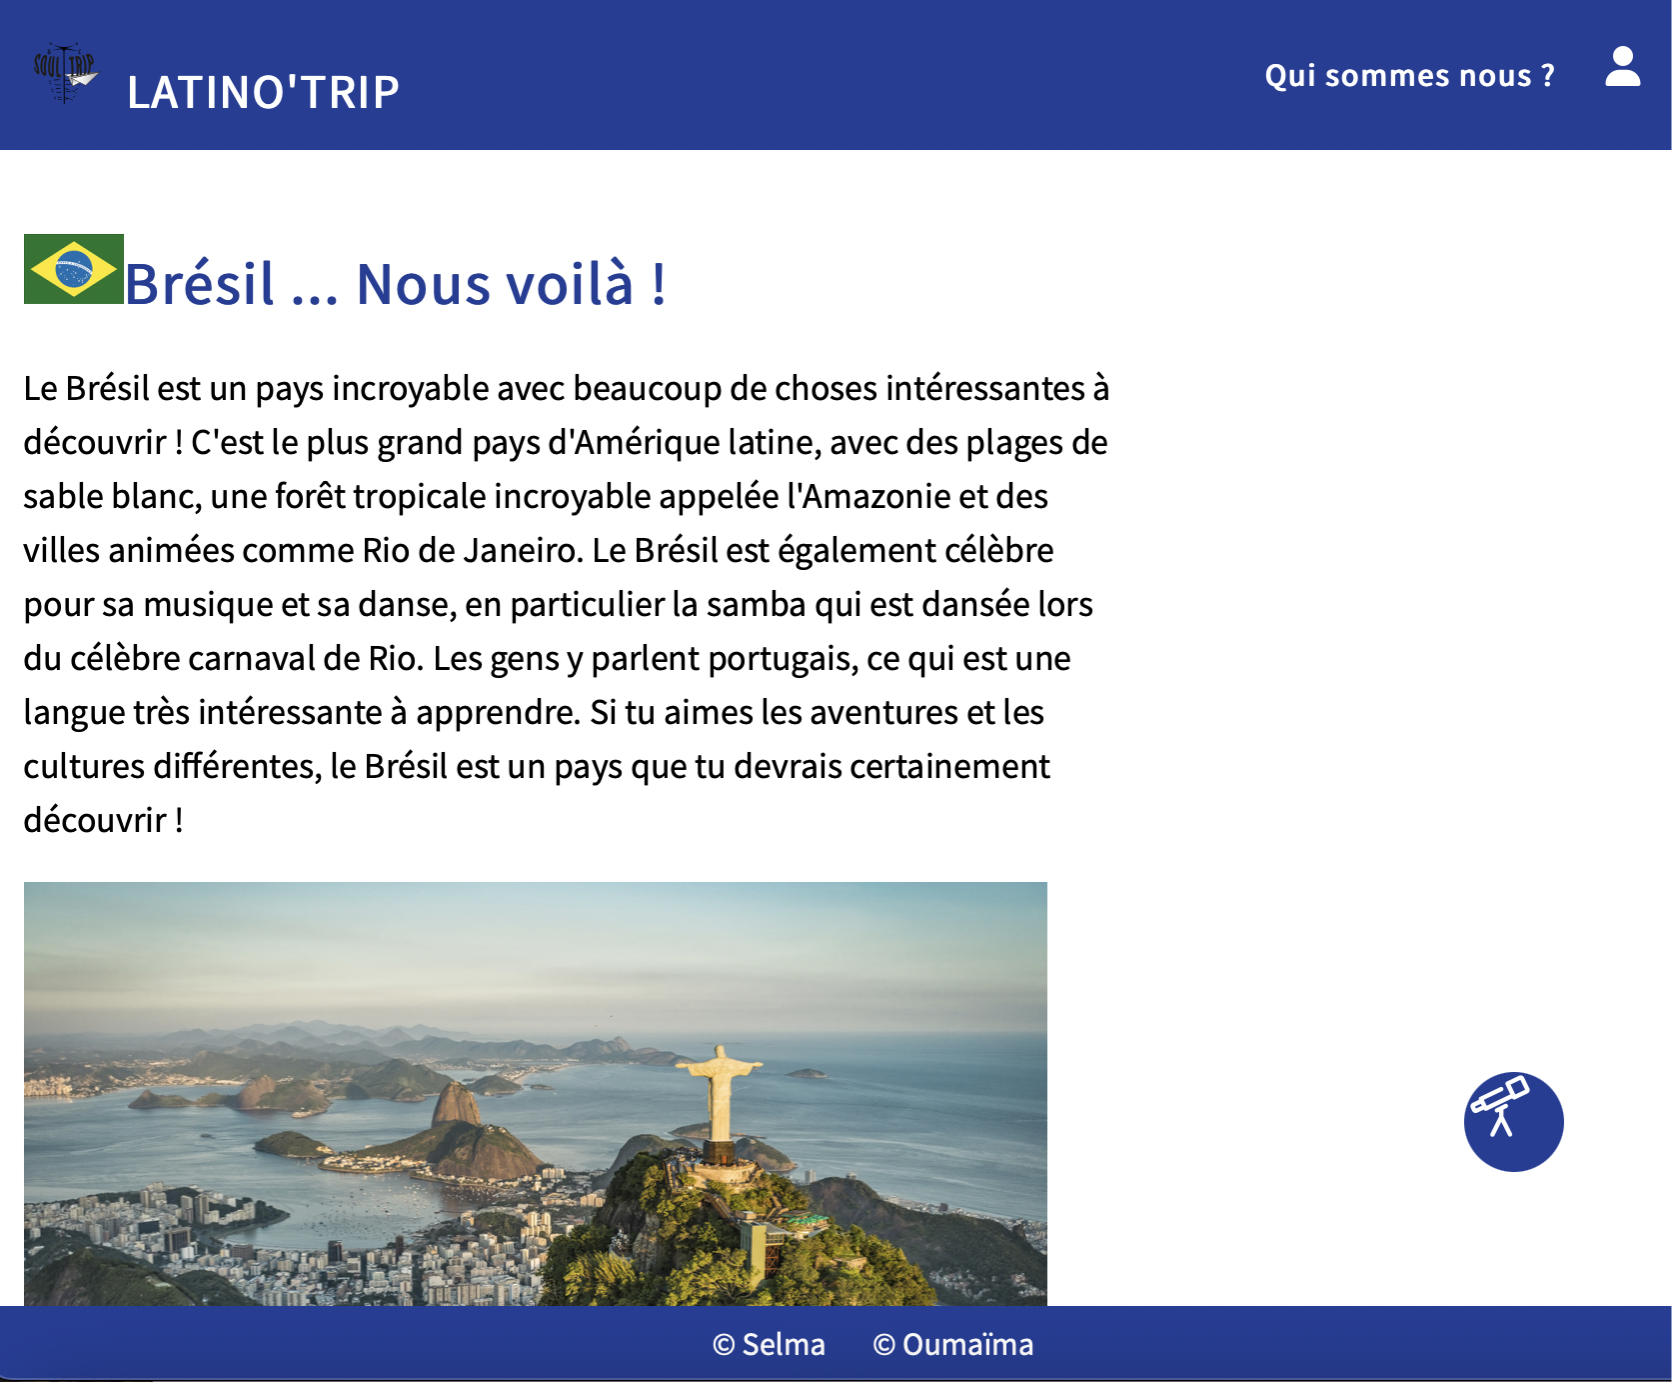 SOUL TRIP
LATINO'TRIP
Qui sommes nous ?
Brésil ... Nous voilà !
Le Brésil est un pays incroyable avec beaucoup de choses intéressantes à
découvrir ! C'est le plus grand pays d'Amérique latine, avec des plages de
sable blanc, une forêt tropicale incroyable appelée l'Amazonie et des
villes animées comme Rio de Janeiro. Le Brésil est également célèbre
pour sa musique et sa danse, en particulier la samba qui est dansée lors
du célèbre carnaval de Rio. Les gens y parlent portugais, ce qui est une
langue très intéressante à apprendre. Si tu aimes les aventures et les
cultures différentes, le Brésil est un pays que tu devrais certainement
découvrir !
© Selma
© Oumaïma